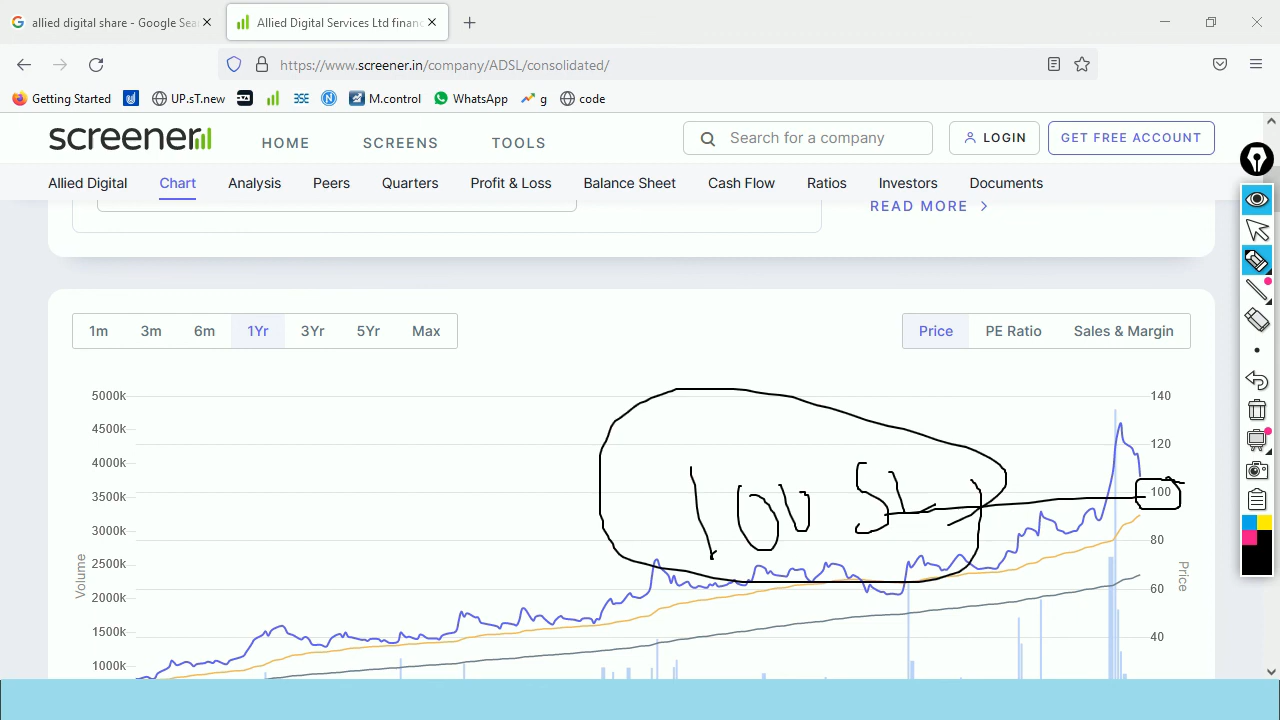 allied digital share - Google Sea
Allied Digital Services Ltd financ
https://www.screener.in/company/ADSL/consolidated/
Getting Started UP.sT.new BSE M.control WhatsApp g code
screener
HOME SCREENS TOOLS
Search for a company
LOGIN
GET FREE ACCOUNT
Allied Digital Chart Analysis Peers Quarters Profit & Loss Balance Sheet Cash Flow Ratios Investors Documents
READ MORE
1m 3m 6m 1Yr 3Yr 5Yr Max
Price PE Ratio Sales & Margin
5000k 140
4500k
120
4000k
3500k 100
100 SL
3000k
80
2500k
Volume
Price
2000k 60
1500k
40
1000k